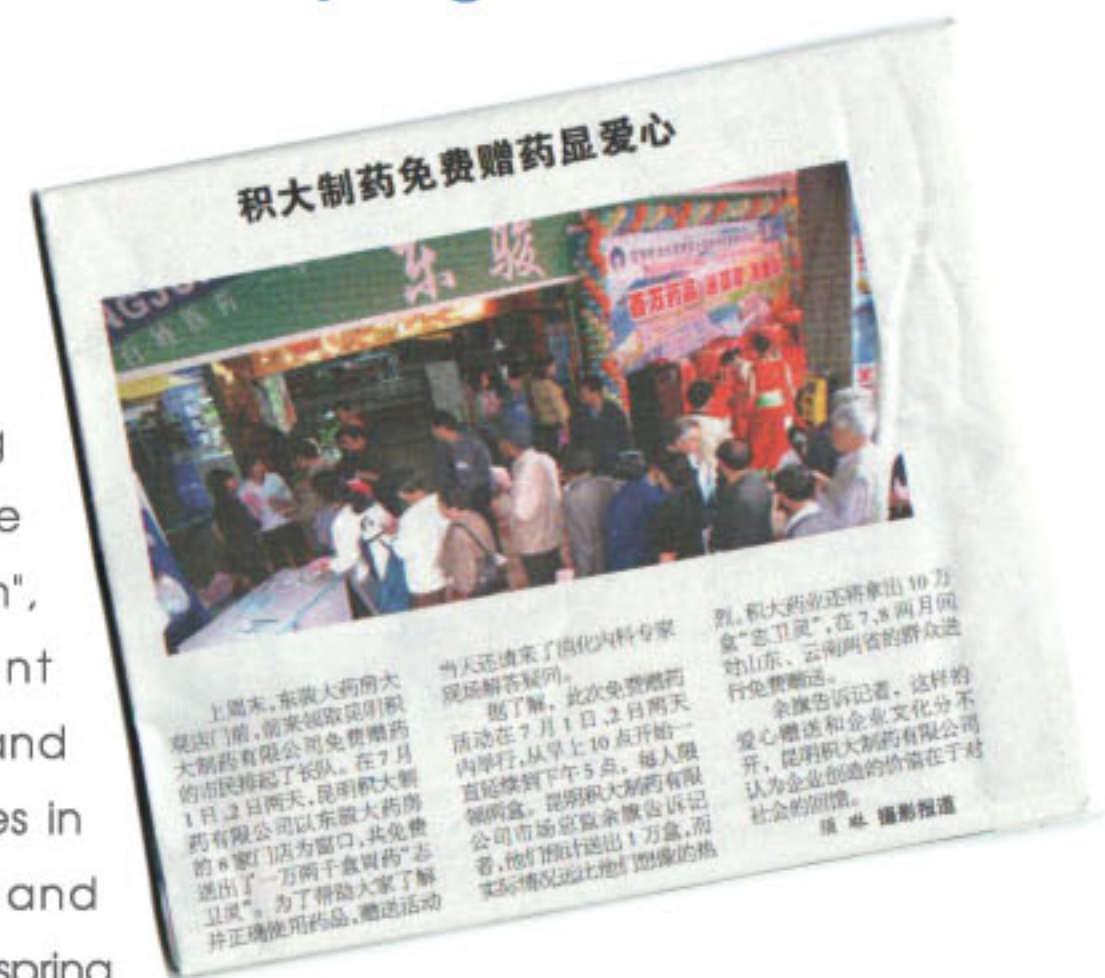 积大制药免费赠药显爱心
东骏
百万药品
上周末，东骏大药房大
观店门前，前来领取昆明积
大制药有限公司免费赠药
的市民排起了长队。在7月
1日、2日两天，昆明积大制
药有限公司以东骏大药房
的8家门店为窗口，共免费
送出了一万两千盒胃药“志
卫灵”。为了帮助大家了解
并正确使用药品，赠送活动
当天还请来了消化内科专家
现场解答疑问。
据了解，此次免费赠药
活动在7月1日、2日两天
内举行，从早上10点开始一
直延续到下午5点，每人限
领两盒。昆明积大制药有限
公司市场总监余旗告诉记
者，他们预计送出1万盒，而
实际情况远比他们想像的热
烈。积大药业还将拿出10万
盒“志卫灵”，在7、8两月间
对山东、云南两省的群众进
行免费赠送。
余旗告诉记者，这样的
爱心赠送和企业文化分不
开，昆明积大制药有限公司
认为企业创造的价值在于对
社会的回馈。
摄影报道
g
e
n",
nt
and
es in
and
spring